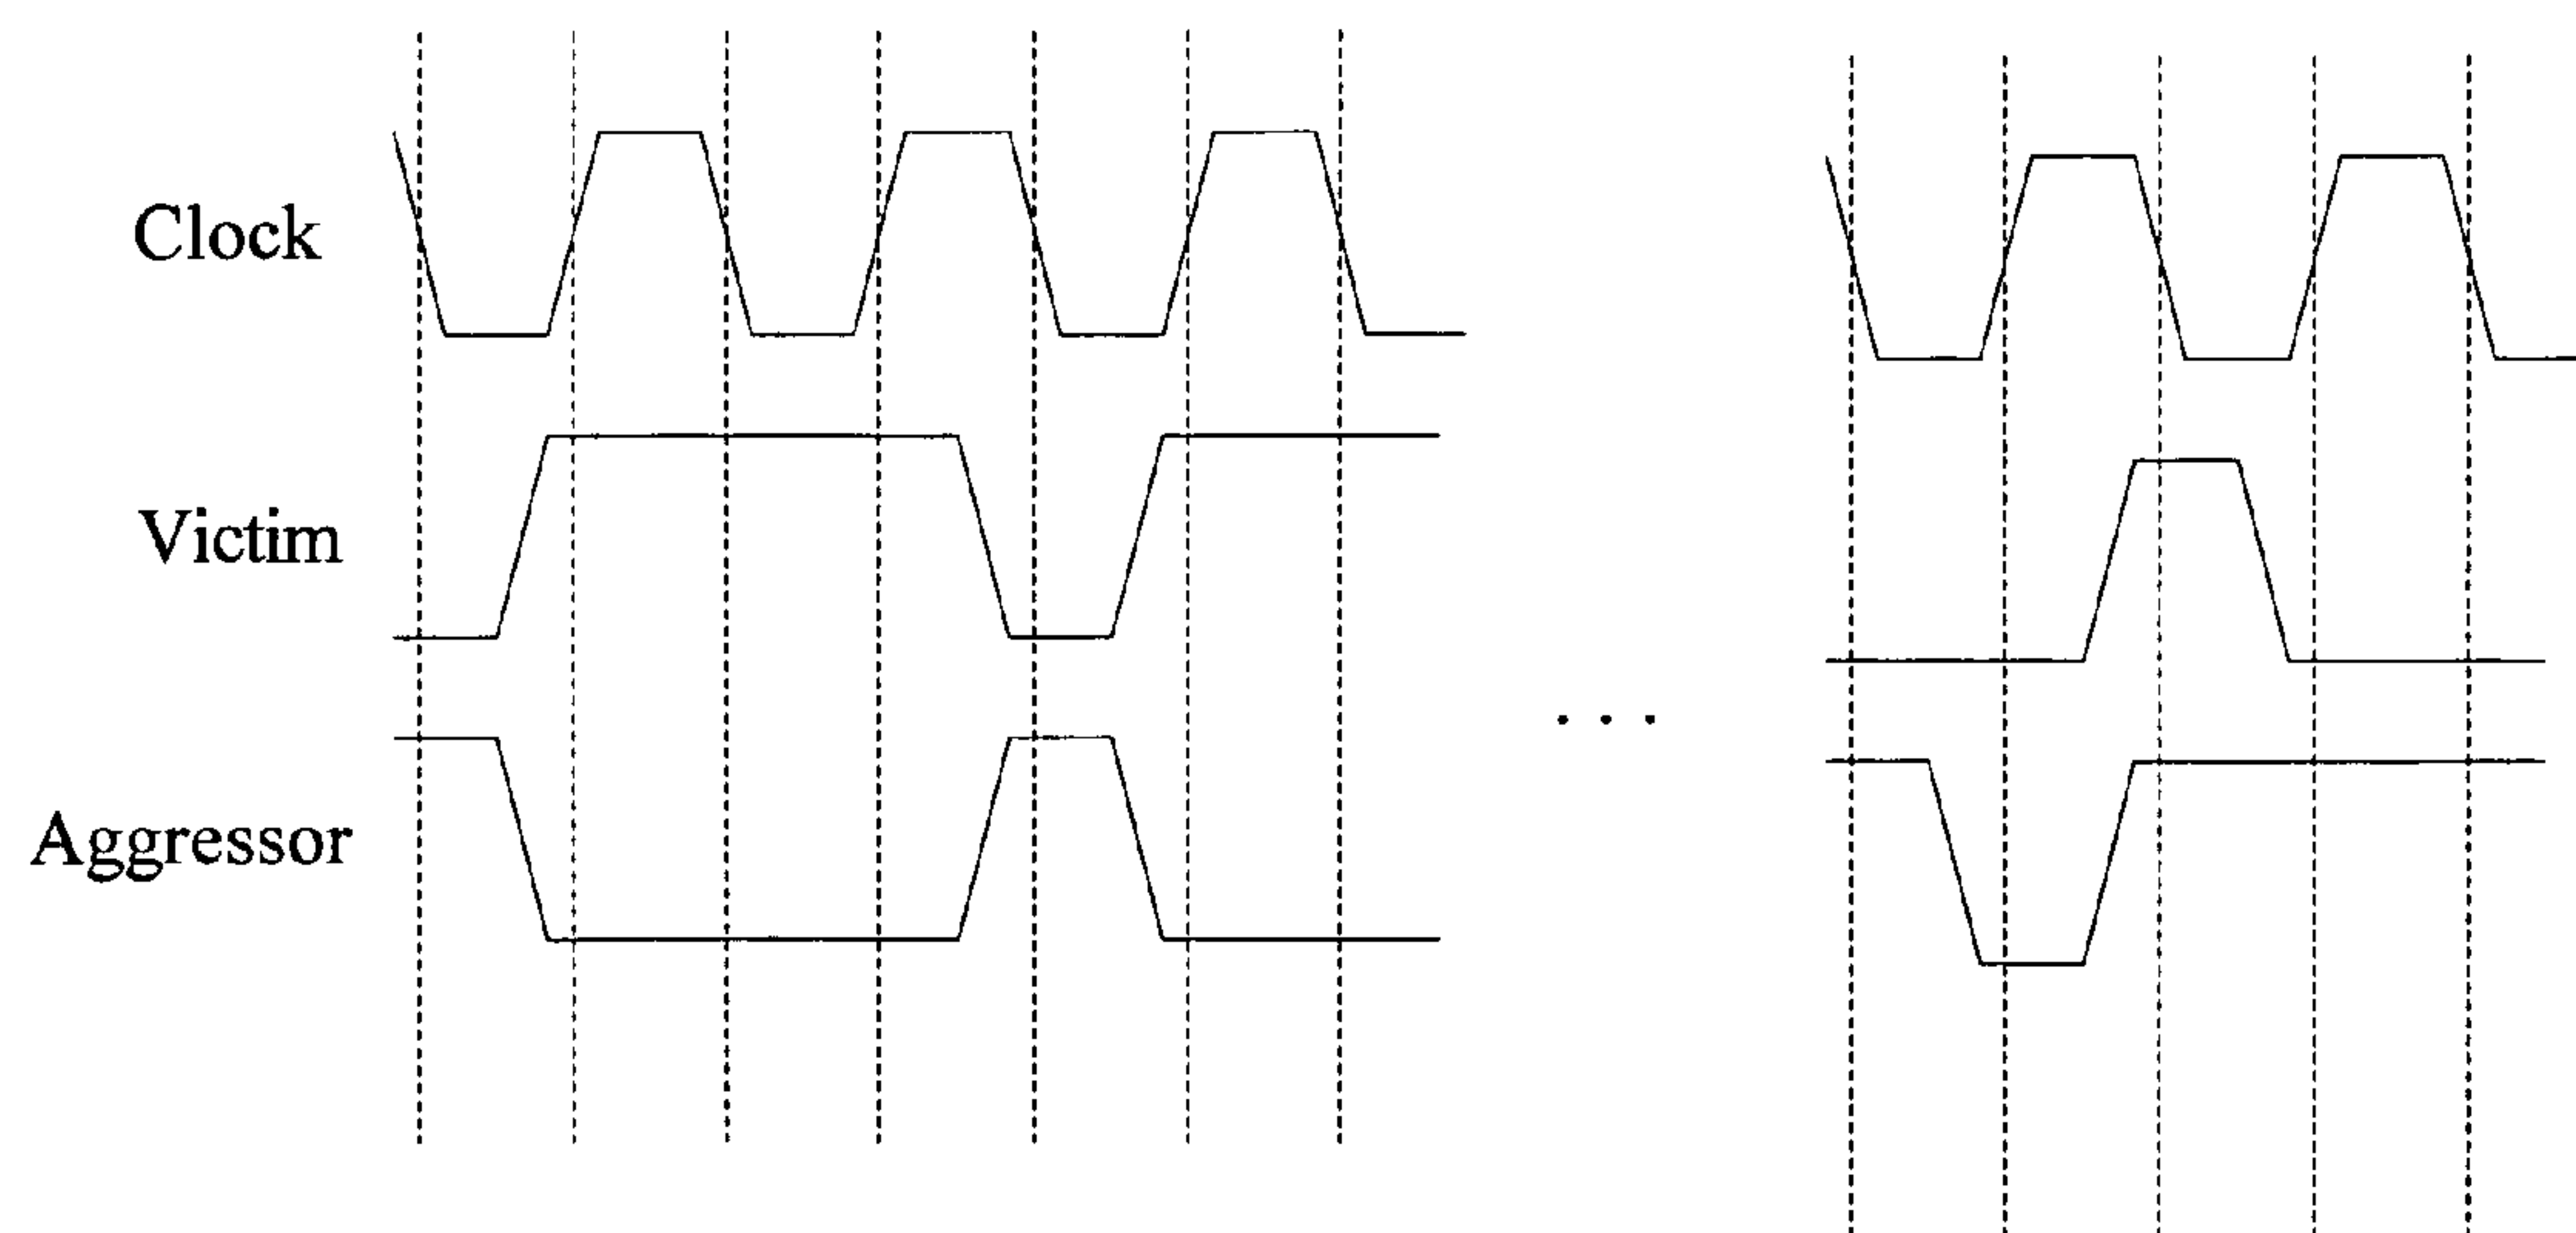 Clock
Victim
Aggressor
. . .